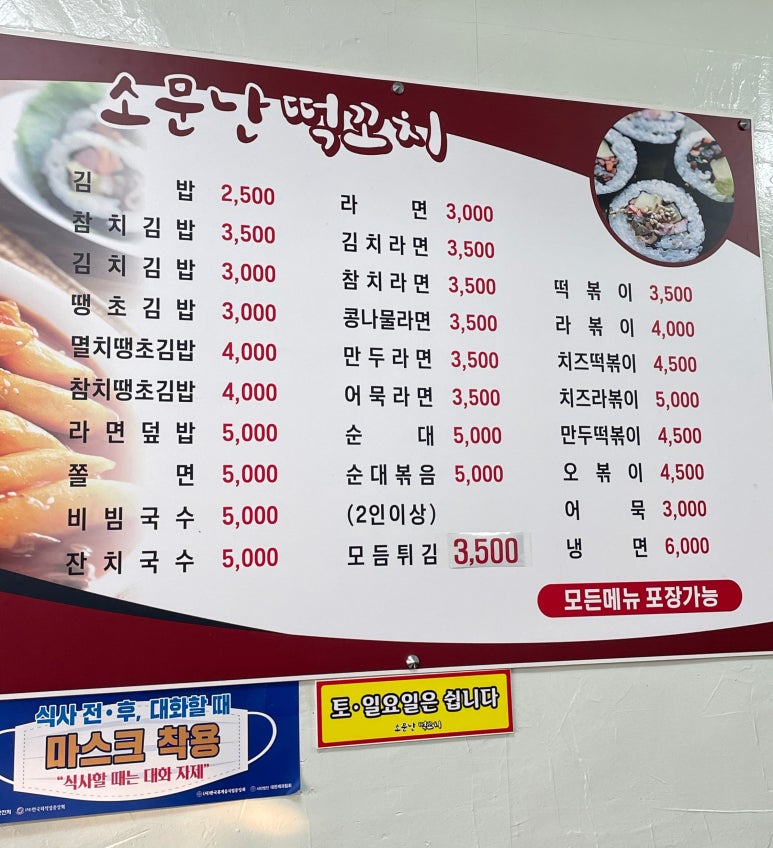 소문난 떡꼬치
김 밥 2,500
참치김밥 3,500
김치김밥 3,000
땡초김밥 3,000
멸치땡초김밥 4,000
참치땡초김밥 4,000
라면덮밥 5,000
쫄 면 5,000
비빔국수 5,000
잔치국수 5,000
라 면 3,000
김치라면 3,500
참치라면 3,500
콩나물라면 3,500
만두라면 3,500
어묵라면 3,500
순 대 5,000
순대볶음 5,000
(2인이상)
모듬튀김 3,500
떡볶이 3,500
라볶이 4,000
치즈떡볶이 4,500
치즈라볶이 5,000
만두떡볶이 4,500
오볶이 4,500
어 묵 3,000
냉 면 6,000
모든메뉴 포장가능
식사 전·후, 대화할 때
마스크 착용
"식사할 때는 대화 자제"
토·일요일은 쉽니다
소문난 떡꼬치